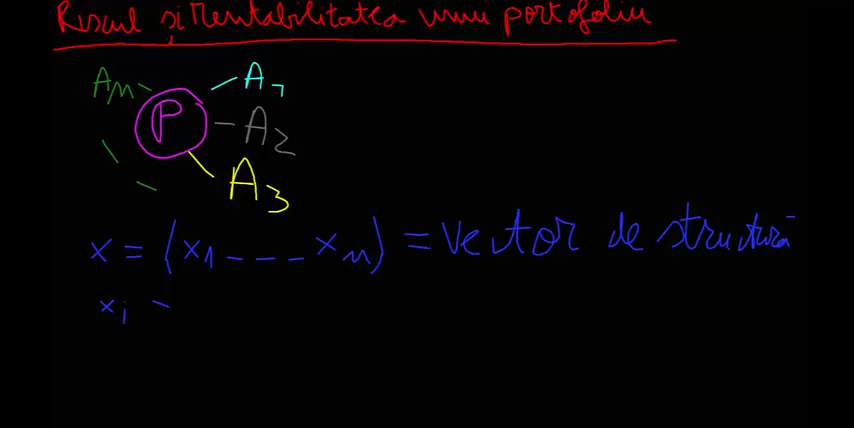 Riscul și rentabilitatea unui portofoliu
An P A1
A2
A3
x = (x1 _ _ _ xn) = Vector de structură
xi -